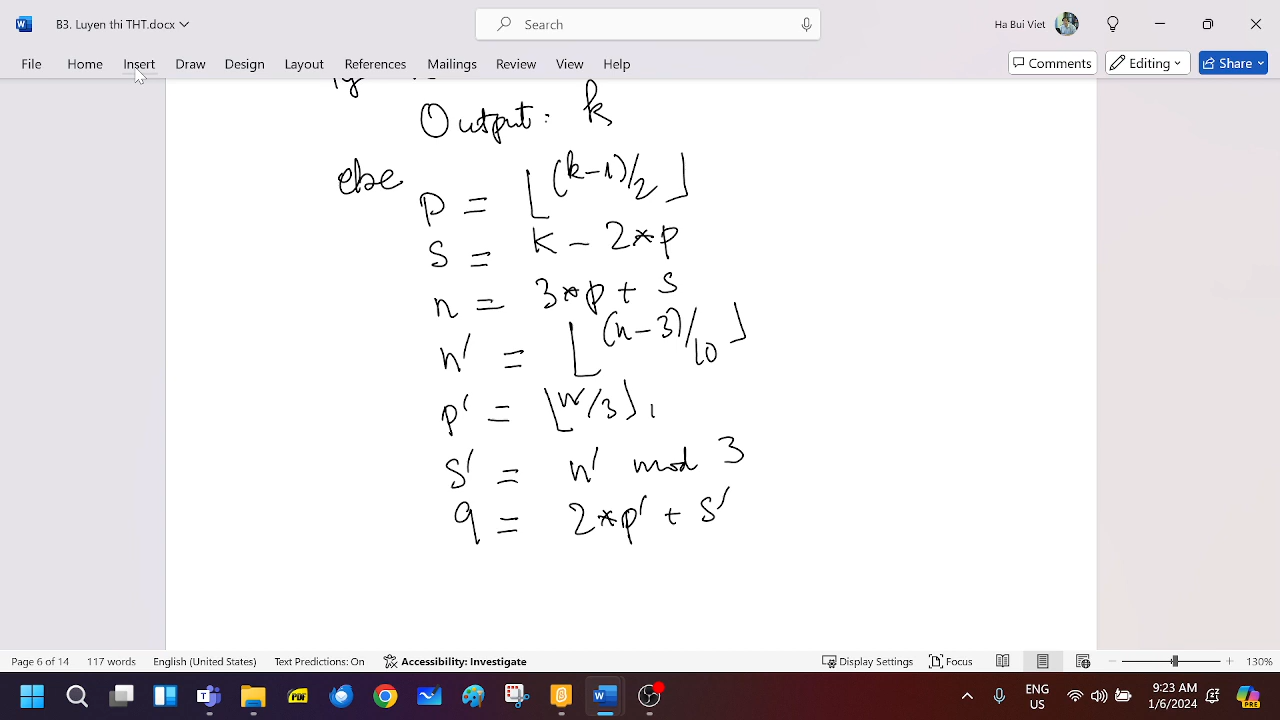 B3. Luyen thi THT.docx
Search
Ha Bui Viet
File Home Insert Draw Design Layout References Mailings Review View Help
Comments Editing Share
Output: k
else
p = ⌊(k-1)/2⌋
s = k - 2*p
n = 3*p + s
n' = ⌊(n-3)/10⌋
p' = ⌊n'/3⌋
s' = n' mod 3
q = 2*p' + s'
Page 6 of 14 117 words English (United States) Text Predictions: On Accessibility: Investigate Display Settings Focus 130%
ENG 9:23 AM
IN 1/6/2024
PDF
PRE